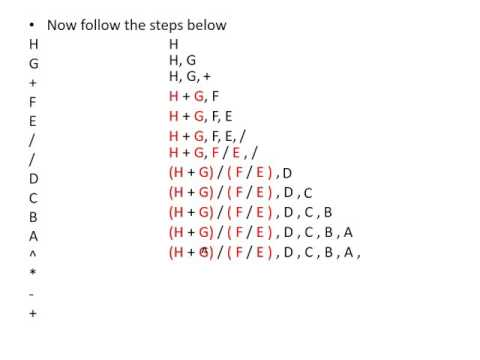 • Now follow the steps below
H
G
+
F
E
/
/
D
C
B
A
^
*
-
+
H
H, G
H, G, +
H + G, F
H + G, F, E
H + G, F, E, /
H + G, F / E , /
(H + G) / ( F / E ) , D
(H + G) / ( F / E ) , D , C
(H + G) / ( F / E ) , D , C , B
(H + G) / ( F / E ) , D , C , B , A
(H + G) / ( F / E ) , D , C , B , A ,
^